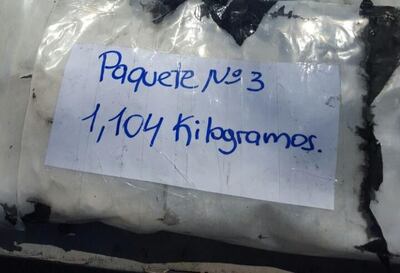 Paquete Nº 3
1,104 Kilogramos.